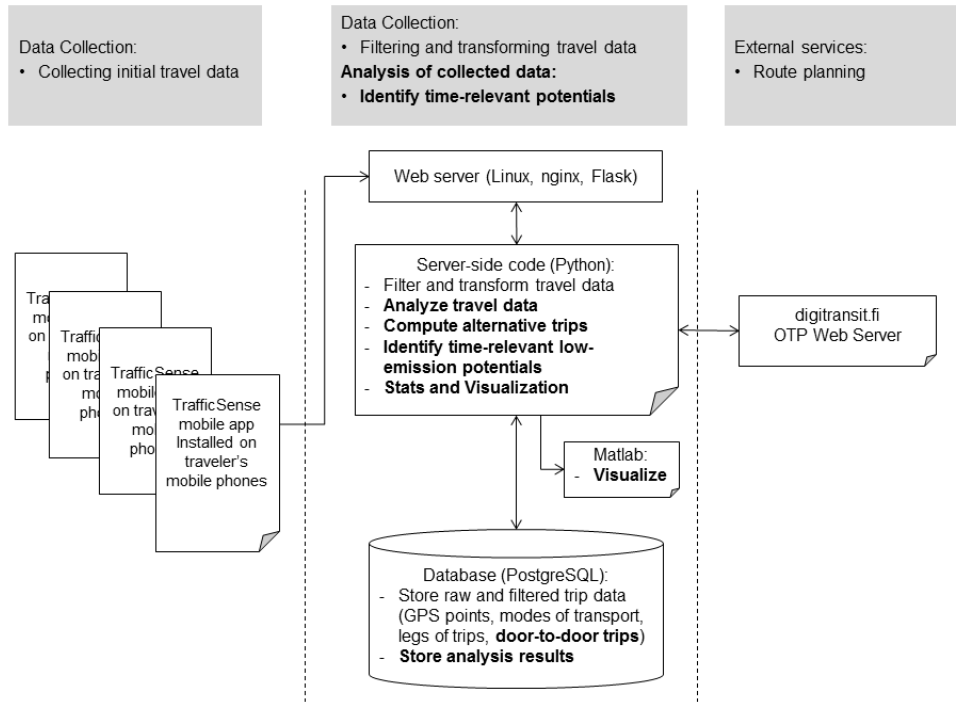 Data Collection:
• Collecting initial travel data
Data Collection:
• Filtering and transforming travel data
Analysis of collected data:
• Identify time-relevant potentials
External services:
• Route planning
Web server (Linux, nginx, Flask)
Server-side code (Python):
- Filter and transform travel data
- Analyze travel data
- Compute alternative trips
- Identify time-relevant low-
emission potentials
- Stats and Visualization
digitransit.fi
OTP Web Server
TrafficSense
mobile app
Installed on
traveler's
mobile phones
Matlab:
- Visualize
Database (PostgreSQL):
- Store raw and filtered trip data
(GPS points, modes of transport,
legs of trips, door-to-door trips)
- Store analysis results